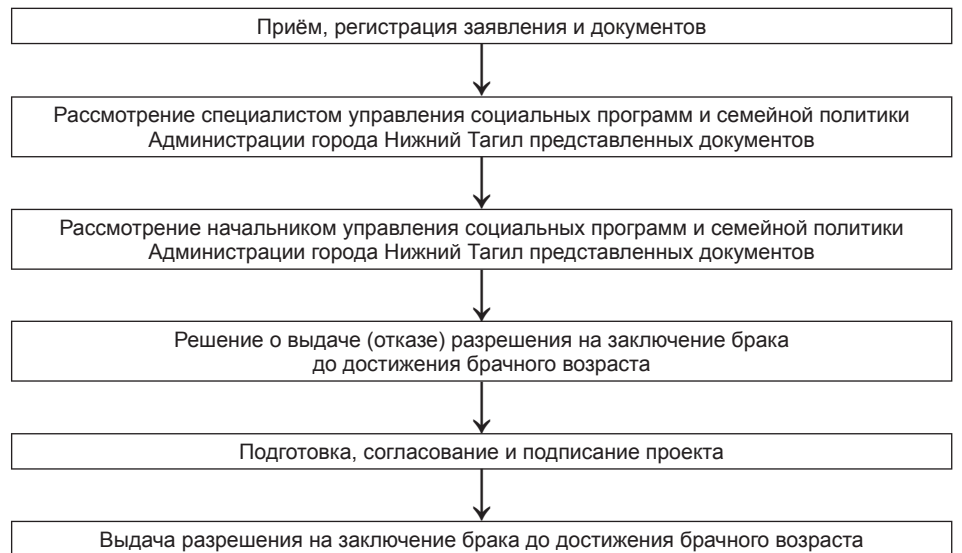 Приём, регистрация заявления и документов
Рассмотрение специалистом управления социальных программ и семейной политики
Администрации города Нижний Тагил представленных документов
Рассмотрение начальником управления социальных программ и семейной политики
Администрации города Нижний Тагил представленных документов
Решение о выдаче (отказе) разрешения на заключение брака
до достижения брачного возраста
Подготовка, согласование и подписание проекта
Выдача разрешения на заключение брака до достижения брачного возраста